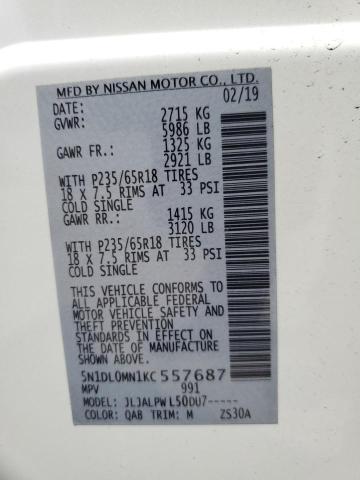 MFD BY NISSAN MOTOR CO., LTD.
DATE: 02/19
GVWR: 2715 KG
5986 LB
GAWR FR.: 1325 KG
2921 LB
WITH P235/65R18 TIRES
18 X 7.5 RIMS AT 33 PSI
COLD SINGLE
GAWR RR.: 1415 KG
3120 LB
WITH P235/65R18 TIRES
18 X 7.5 RIMS AT 33 PSI
COLD SINGLE
THIS VEHICLE CONFORMS TO
ALL APPLICABLE FEDERAL
MOTOR VEHICLE SAFETY AND
THEFT PREVENTION
STANDARDS IN EFFECT ON
THE DATE OF MANUFACTURE
SHOWN ABOVE.
5N1DL0MN1KC557687
MPV 991
MODEL: JLJALPWL50DU7-----
COLOR: QAB TRIM: M ZS30A